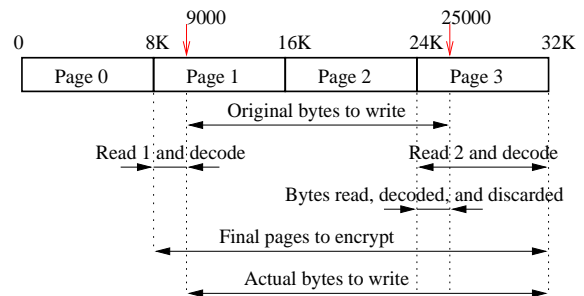 9000 25000
0 8K 16K 24K 32K
Page 0 Page 1 Page 2 Page 3
Original bytes to write
Read 1 and decode Read 2 and decode
Bytes read, decoded, and discarded
Final pages to encrypt
Actual bytes to write